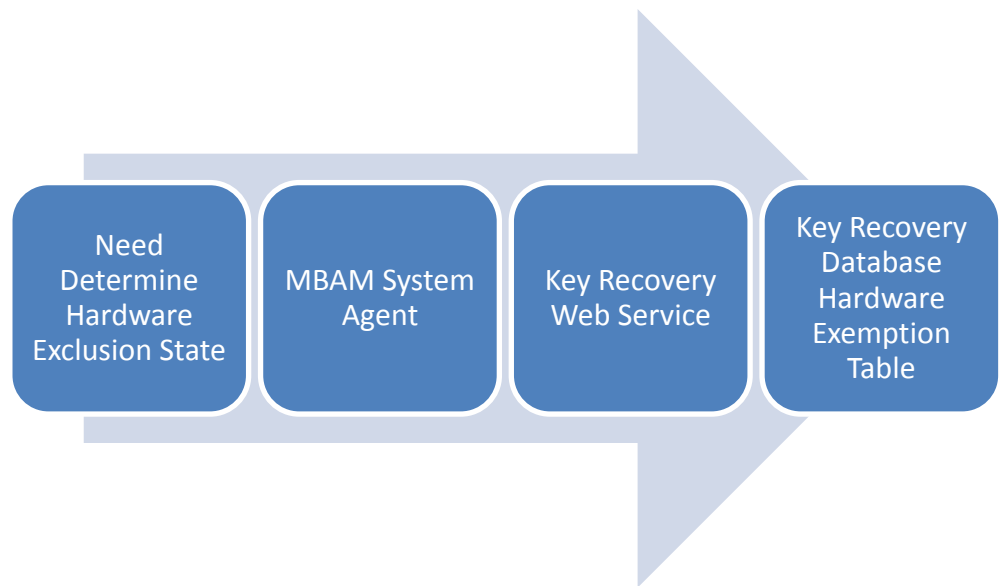 Need
Determine
Hardware
Exclusion State
MBAM System
Agent
Key Recovery
Web Service
Key Recovery
Database
Hardware
Exemption
Table